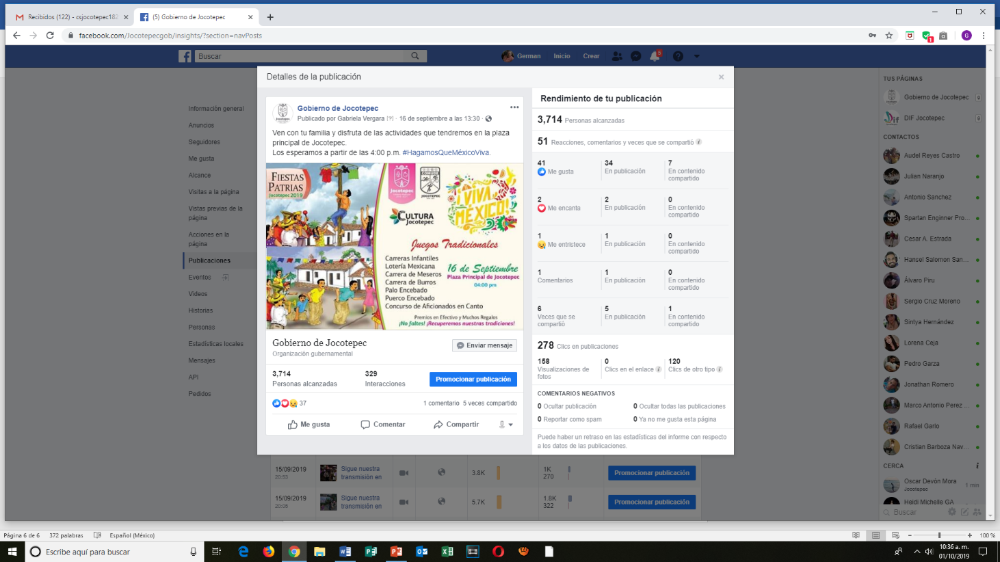 Recibidos (122) - csjocotepec182
(5) Gobierno de Jocotepec
facebook.com/Jocotepecgob/insights/?section=navPosts
Buscar
German
Inicio
Crear
5
Información general
Anuncios
Seguidores
Me gusta
Alcance
Visitas a la página
Vistas previas de la
página
Acciones en la
página
Publicaciones
Eventos
Videos
Historias
Personas
Estadísticas locales
Mensajes
API
Pedidos
Detalles de la publicación
Gobierno de Jocotepec
Publicado por Gabriela Vergara [?] · 16 de septiembre a las 13:30 ·
Ven con tu familia y disfruta de las actividades que tendremos en la plaza
principal de Jocotepec.
Los esperamos a partir de las 4:00 p.m. #HagamosQueMéxicoViva.
FIESTAS
PATRIAS
Jocotepec 2019
Jocotepec
COMUDE
JOCOTEPEC
¡VIVA
MÉXICO!
CULTURA
Jocotepec
Juegos Tradicionales
Carreras Infantiles
Lotería Mexicana
Carrera de Meseros
Carrera de Burros
Palo Encebado
Puerco Encebado
Concurso de Aficionados en Canto
16 de Septiembre
Plaza Principal de Jocotepec
04:00 pm
Premios en Efectivo y Muchos Regalos
¡No faltes! ¡Recuperemos nuestras tradiciones!
Gobierno de Jocotepec
Organización gubernamental
Enviar mensaje
3,714
Personas alcanzadas
329
Interacciones
Promocionar publicación
37
1 comentario 5 veces compartido
Me gusta
Comentar
Compartir
Rendimiento de tu publicación
3,714 Personas alcanzadas
51 Reacciones, comentarios y veces que se compartió
41
Me gusta
34
En publicación
7
En contenido
compartido
2
Me encanta
2
En publicación
0
En contenido
compartido
1
Me entristece
1
En publicación
0
En contenido
compartido
1
Comentarios
1
En publicación
0
En contenido
compartido
6
Veces que se
compartió
5
En publicación
1
En contenido
compartido
278 Clics en publicaciones
158
Visualizaciones de
fotos
0
Clics en el enlace
120
Clics de otro tipo
COMENTARIOS NEGATIVOS
0 Ocultar publicación
0 Ocultar todas las publicaciones
0 Reportar como spam
0 Ya no me gusta esta página
Puede haber un retraso en las estadísticas del informe con respecto
a los datos de las publicaciones.
15/09/2019
20:53
Sigue nuestra
transmisión en
3.8K
1K
270
Promocionar publicación
15/09/2019
20:05
Sigue nuestra
transmisión en
5.7K
1.8K
322
Promocionar publicación
TUS PÁGINAS
Gobierno de Jocotepec
9
DIF Jocotepec
9
CONTACTOS
Audel Reyes Castro
Julian Naranjo
Antonio Sanchez
Spartan Enginner Pro...
Cesar A. Estrada
Hansel Salomon San...
Álvaro Piru
Sergio Cruz Moreno
Sintya Hernández
Lorena Ceja
Pedro Garza
Jonathan Romero
Marco Antonio Perez ...
Rafael Garlo
Cristian Barboza Nav...
CERCA
Oscar Devón Mora
Jocotepec
1 min
Heidi Michelle GA
Buscar
Página 6 de 6
372 palabras
Español (México)
100 %
Escribe aquí para buscar
10:36 a. m.
01/10/2019